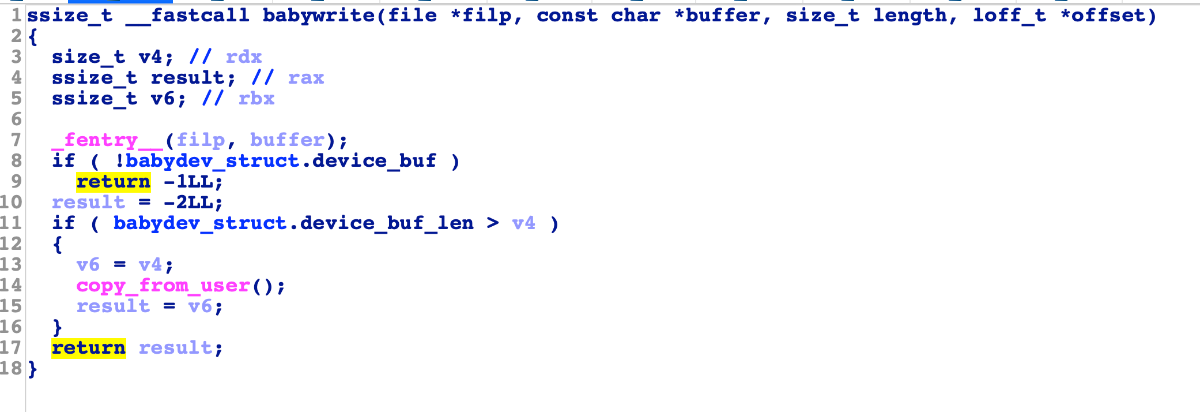 1 ssize_t __fastcall babywrite(file *filp, const char *buffer, size_t length, loff_t *offset)
2 {
3   size_t v4; // rdx
4   ssize_t result; // rax
5   ssize_t v6; // rbx
6
7   _fentry__(filp, buffer);
8   if ( !babydev_struct.device_buf )
9     return -1LL;
10   result = -2LL;
11   if ( babydev_struct.device_buf_len > v4 )
12   {
13     v6 = v4;
14     copy_from_user();
15     result = v6;
16   }
17   return result;
18 }